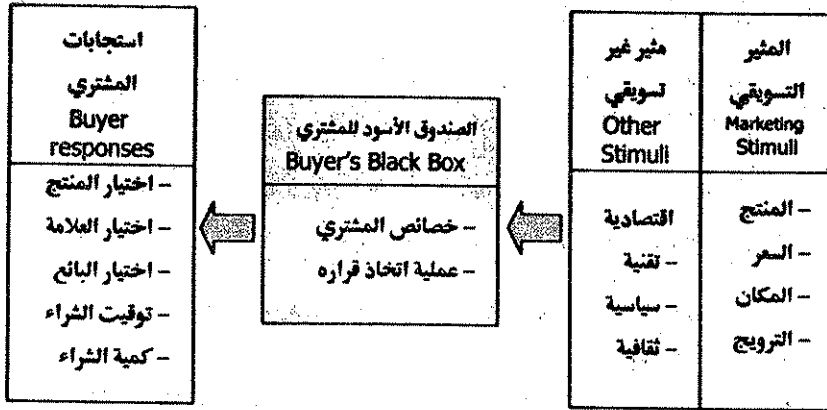 المثير
التسويقي
Marketing
Stimuli
– المنتج
– السعر
– المكان
– الترويج
مثير غير
تسويقي
Other
Stimuli
اقتصادية
– تقنية
– سياسية
– ثقافية
الصندوق الأسود للمشتري
Buyer's Black Box
– خصائص المشتري
– عملية اتخاذ قراره
استجابات
المشتري
Buyer
responses
– اختيار المنتج
– اختيار العلامة
– اختيار البائع
– توقيت الشراء
– كمية الشراء